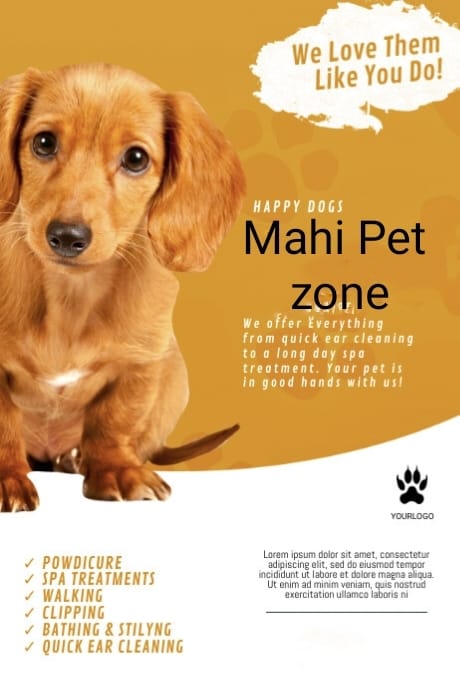 We Love Them
Like You Do!
HAPPY DOGS
Mahi Pet
zone
We offer Everything
from quick ear cleaning
to a long day spa
treatment. Your pet is
in good hands with us!
YOURLOGO
✓ POWDICURE
✓ SPA TREATMENTS
✓ WALKING
✓ CLIPPING
✓ BATHING & STILYNG
✓ QUICK EAR CLEANING
Lorem ipsum dolor sit amet, consectetur
adipiscing elit, sed do eiusmod tempor
incididunt ut labore et dolore magna aliqua.
Ut enim ad minim veniam, quis nostrud
exercitation ullamco laboris ni